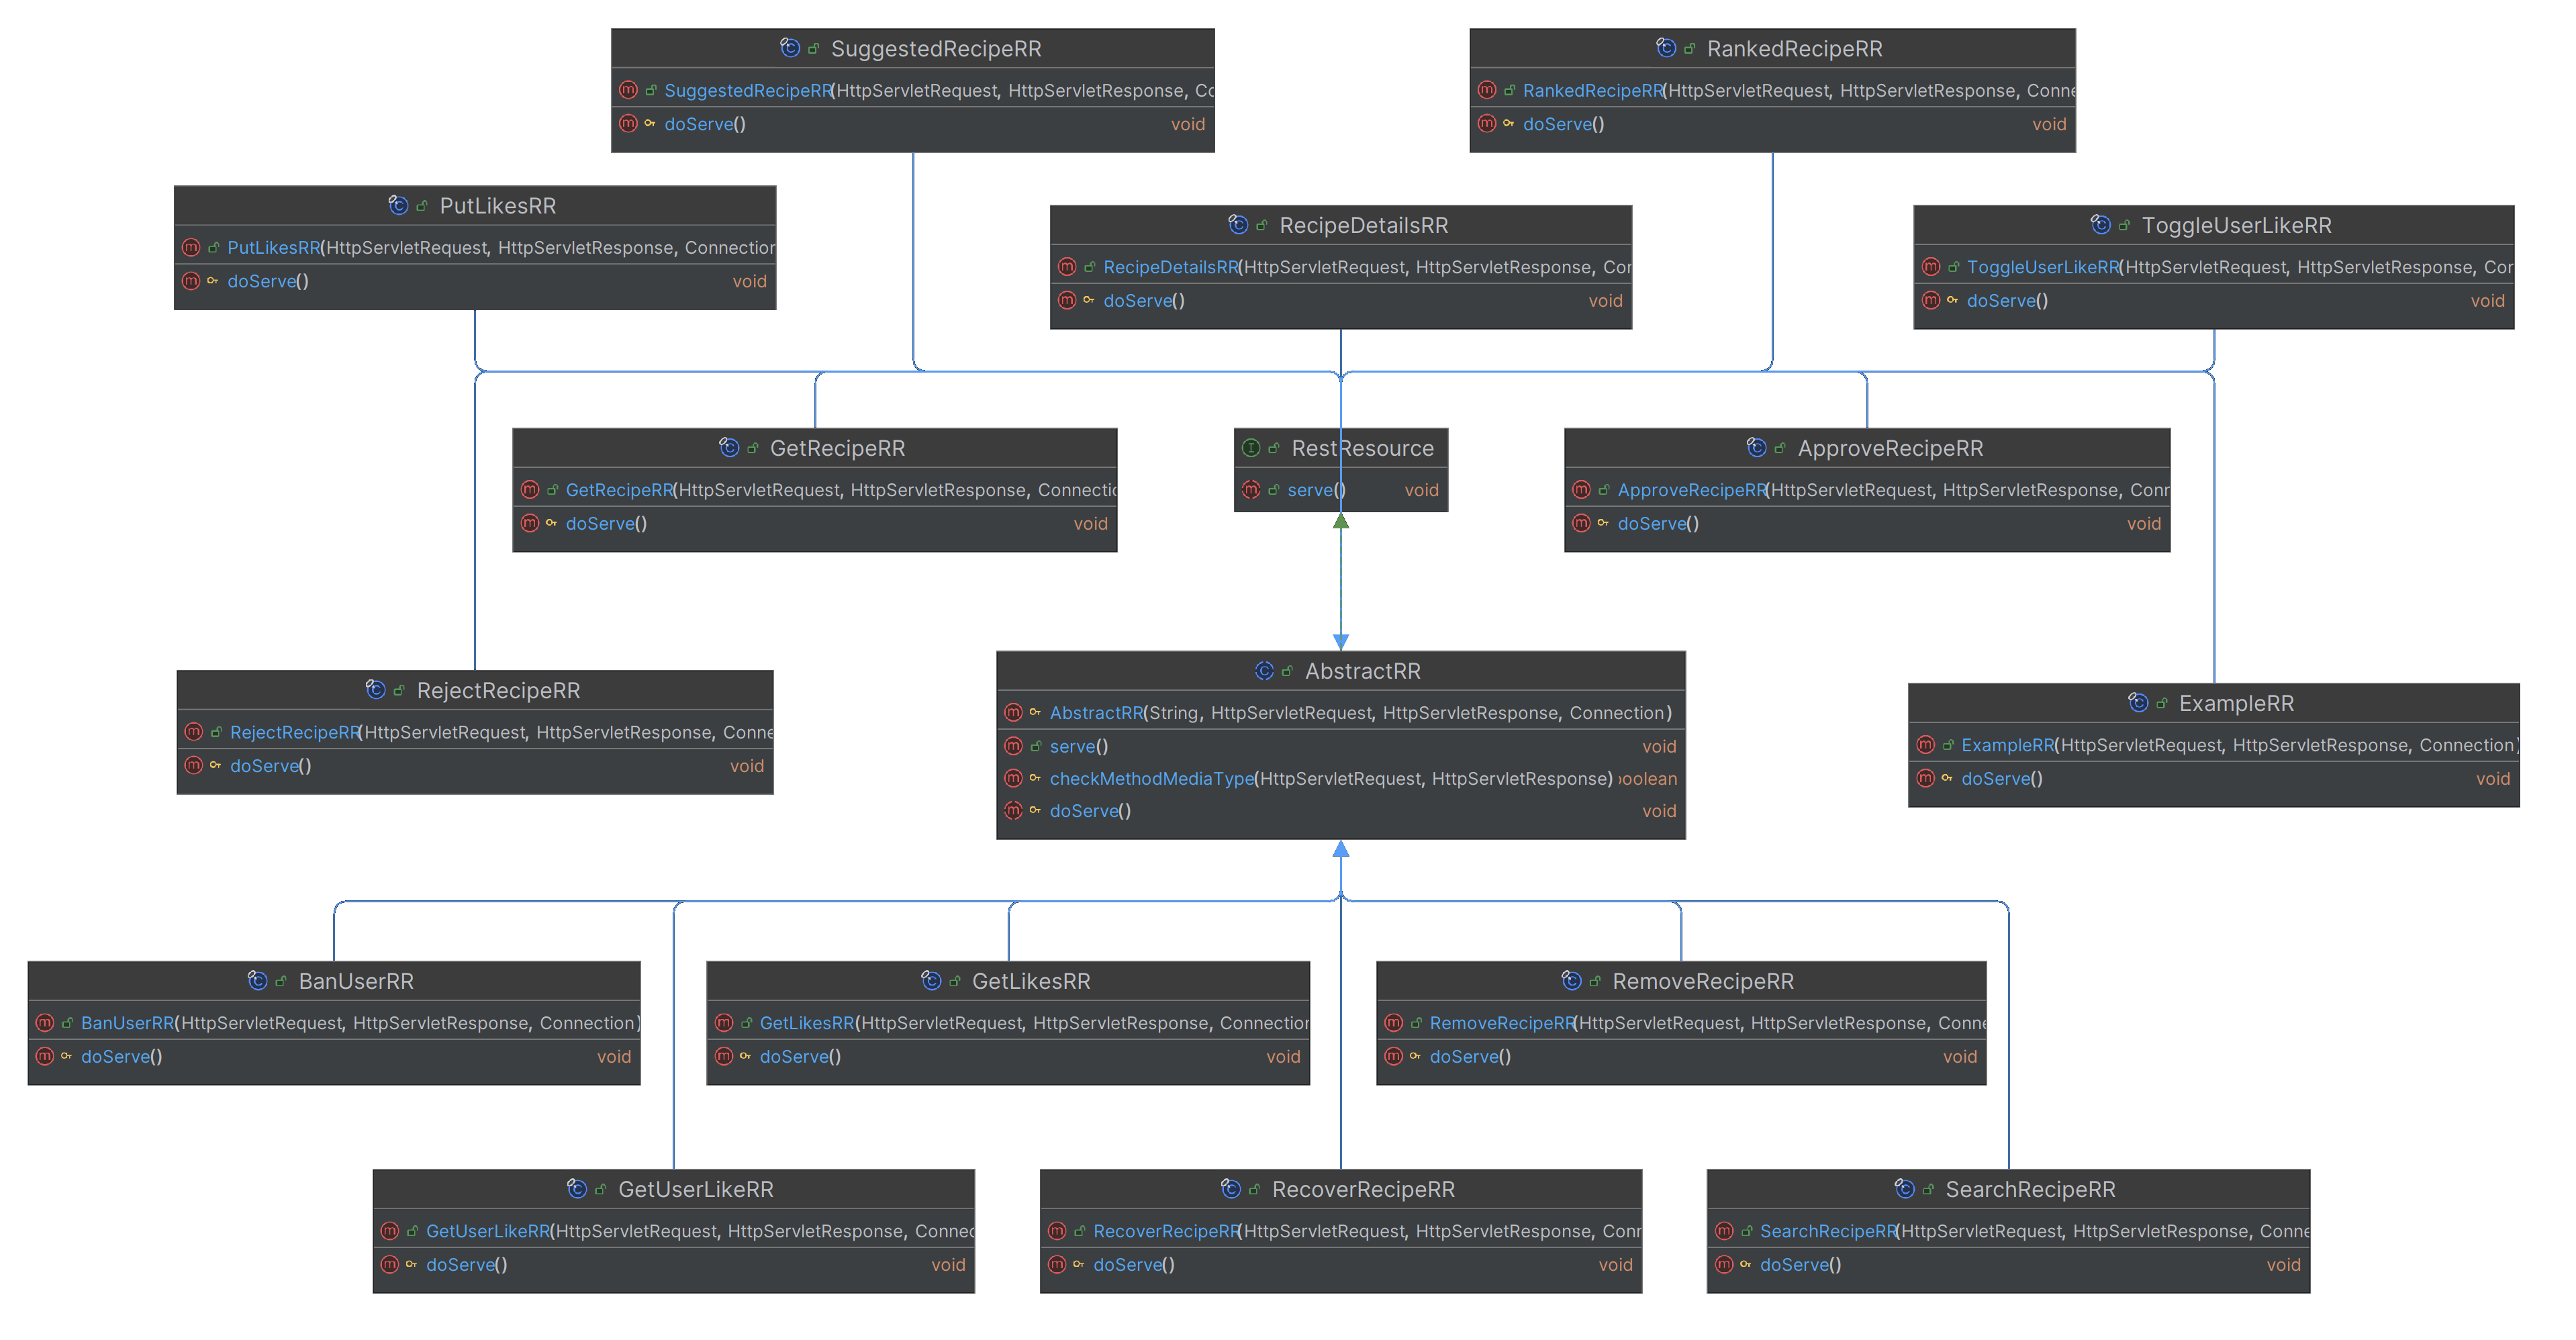 SuggestedRecipeRR
SuggestedRecipeRR(HttpServletRequest, HttpServletResponse, Co
doServe() void
RankedRecipeRR
RankedRecipeRR(HttpServletRequest, HttpServletResponse, Conne
doServe() void
PutLikesRR
PutLikesRR(HttpServletRequest, HttpServletResponse, Connection
doServe() void
RecipeDetailsRR
RecipeDetailsRR(HttpServletRequest, HttpServletResponse, Con
doServe() void
ToggleUserLikeRR
ToggleUserLikeRR(HttpServletRequest, HttpServletResponse, Con
doServe() void
GetRecipeRR
GetRecipeRR(HttpServletRequest, HttpServletResponse, Connectio
doServe() void
RestResource
serve() void
ApproveRecipeRR
ApproveRecipeRR(HttpServletRequest, HttpServletResponse, Conn
doServe() void
RejectRecipeRR
RejectRecipeRR(HttpServletRequest, HttpServletResponse, Conne
doServe() void
AbstractRR
AbstractRR(String, HttpServletRequest, HttpServletResponse, Connection)
serve() void
checkMethodMediaType(HttpServletRequest, HttpServletResponse) boolean
doServe() void
ExampleRR
ExampleRR(HttpServletRequest, HttpServletResponse, Connection)
doServe() void
BanUserRR
BanUserRR(HttpServletRequest, HttpServletResponse, Connection)
doServe() void
GetLikesRR
GetLikesRR(HttpServletRequest, HttpServletResponse, Connection
doServe() void
RemoveRecipeRR
RemoveRecipeRR(HttpServletRequest, HttpServletResponse, Conne
doServe() void
GetUserLikeRR
GetUserLikeRR(HttpServletRequest, HttpServletResponse, Connec
doServe() void
RecoverRecipeRR
RecoverRecipeRR(HttpServletRequest, HttpServletResponse, Conn
doServe() void
SearchRecipeRR
SearchRecipeRR(HttpServletRequest, HttpServletResponse, Conne
doServe() void